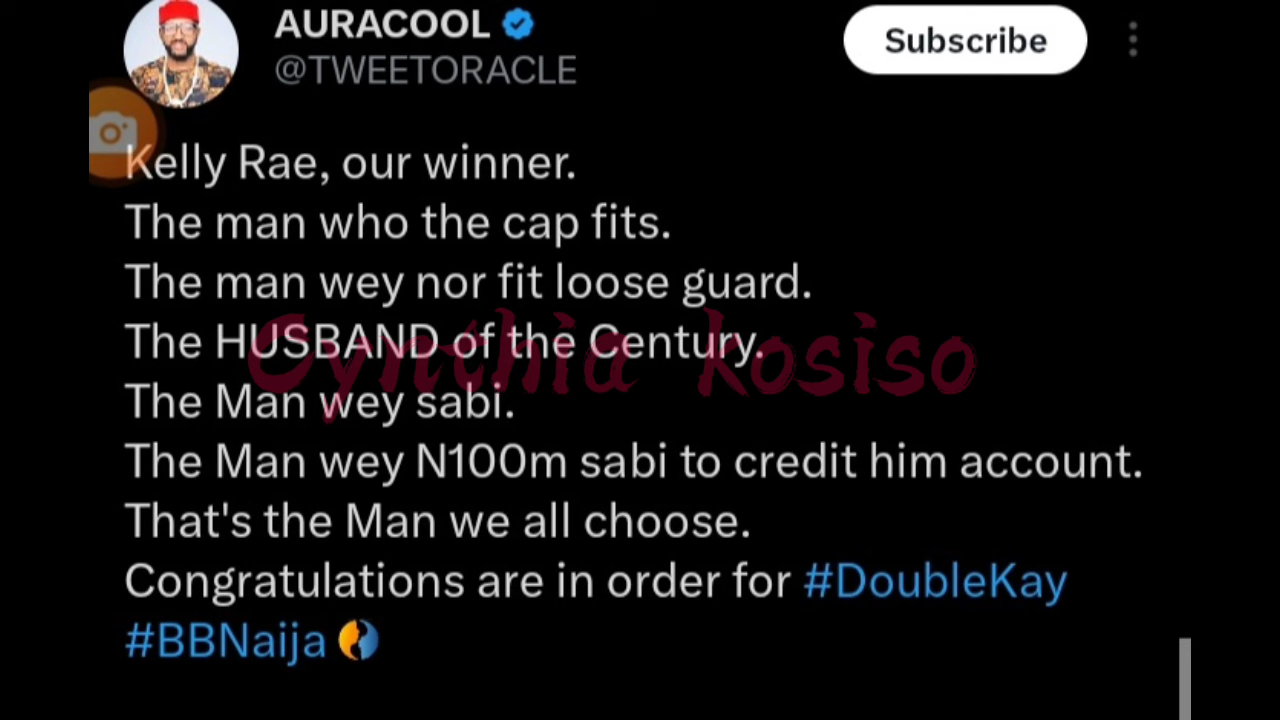 AURACOOL
@TWEETORACLE
Subscribe
Kelly Rae, our winner.
The man who the cap fits.
The man wey nor fit loose guard.
The HUSBAND of the Century.
Cynthia kosiso
The Man wey sabi.
The Man wey N100m sabi to credit him account.
That's the Man we all choose.
Congratulations are in order for #DoubleKay
#BBNaija